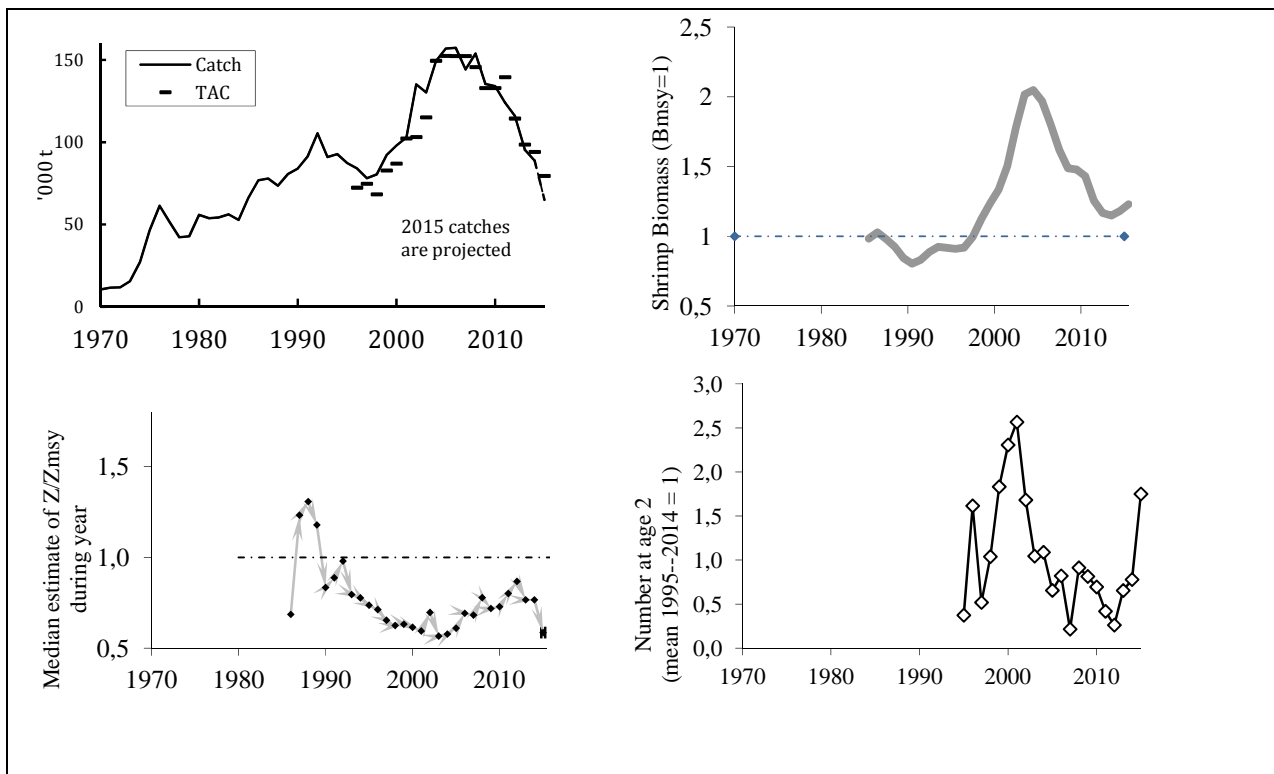 150
100
50
0
'000 t
Catch
TAC
2015 catches
are projected
1970 1980 1990 2000 2010
2,5
2
1,5
1
0,5
Shrimp Biomass (Bmsy=1)
1970 1980 1990 2000 2010
1,5
1,0
0,5
Median estimate of Z/Zmsy
during year
1970 1980 1990 2000 2010
3,0
2,5
2,0
1,5
1,0
0,5
0,0
Number at age 2
(mean 1995--2014 = 1)
1970 1980 1990 2000 2010